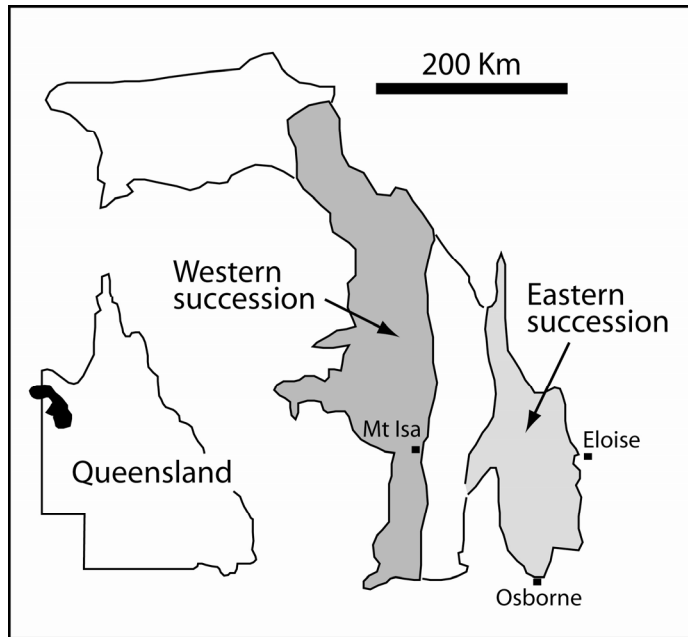 200 Km
Western
succession
Eastern
succession
Mt Isa
Eloise
Queensland
Osborne